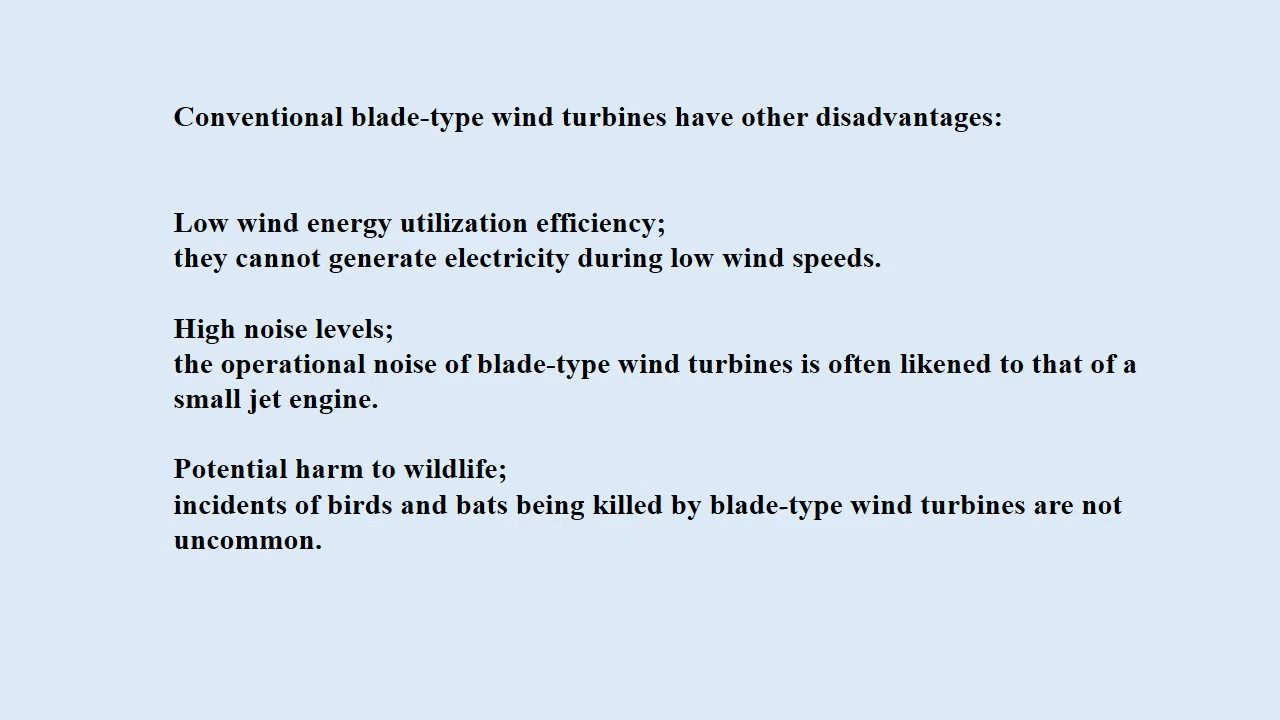 Conventional blade-type wind turbines have other disadvantages:
Low wind energy utilization efficiency;
they cannot generate electricity during low wind speeds.
High noise levels;
the operational noise of blade-type wind turbines is often likened to that of a
small jet engine.
Potential harm to wildlife;
incidents of birds and bats being killed by blade-type wind turbines are not
uncommon.